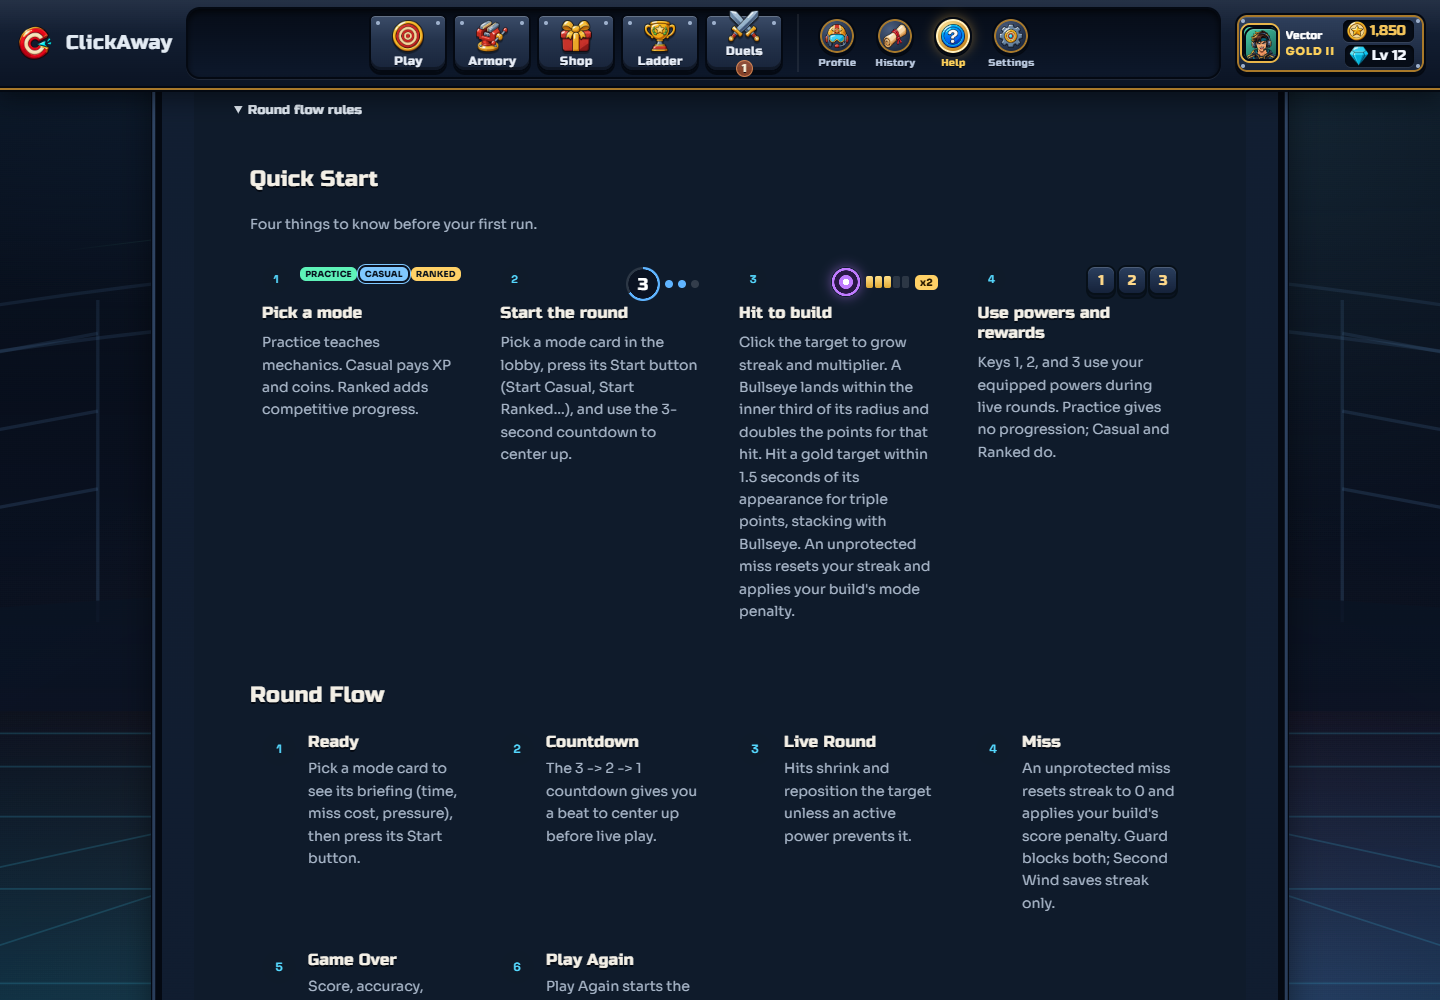 ClickAway
Play
Armory
Shop
Ladder
Duels
1
Profile
History
Help
Settings
Vector
GOLD II
1,850
Lv 12
▼ Round flow rules
Quick Start
Four things to know before your first run.
1
PRACTICE CASUAL RANKED
Pick a mode
Practice teaches
mechanics. Casual pays XP
and coins. Ranked adds
competitive progress.
2
3
Start the round
Pick a mode card in the
lobby, press its Start button
(Start Casual, Start
Ranked...), and use the 3-
second countdown to
center up.
3
x2
Hit to build
Click the target to grow
streak and multiplier. A
Bullseye lands within the
inner third of its radius and
doubles the points for that
hit. Hit a gold target within
1.5 seconds of its
appearance for triple
points, stacking with
Bullseye. An unprotected
miss resets your streak and
applies your build's mode
penalty.
4
1 2 3
Use powers and
rewards
Keys 1, 2, and 3 use your
equipped powers during
live rounds. Practice gives
no progression; Casual and
Ranked do.
Round Flow
1
Ready
Pick a mode card to
see its briefing (time,
miss cost, pressure),
then press its Start
button.
2
Countdown
The 3 -> 2 -> 1
countdown gives you
a beat to center up
before live play.
3
Live Round
Hits shrink and
reposition the target
unless an active
power prevents it.
4
Miss
An unprotected miss
resets streak to 0 and
applies your build's
score penalty. Guard
blocks both; Second
Wind saves streak
only.
5
Game Over
Score, accuracy,
6
Play Again
Play Again starts the